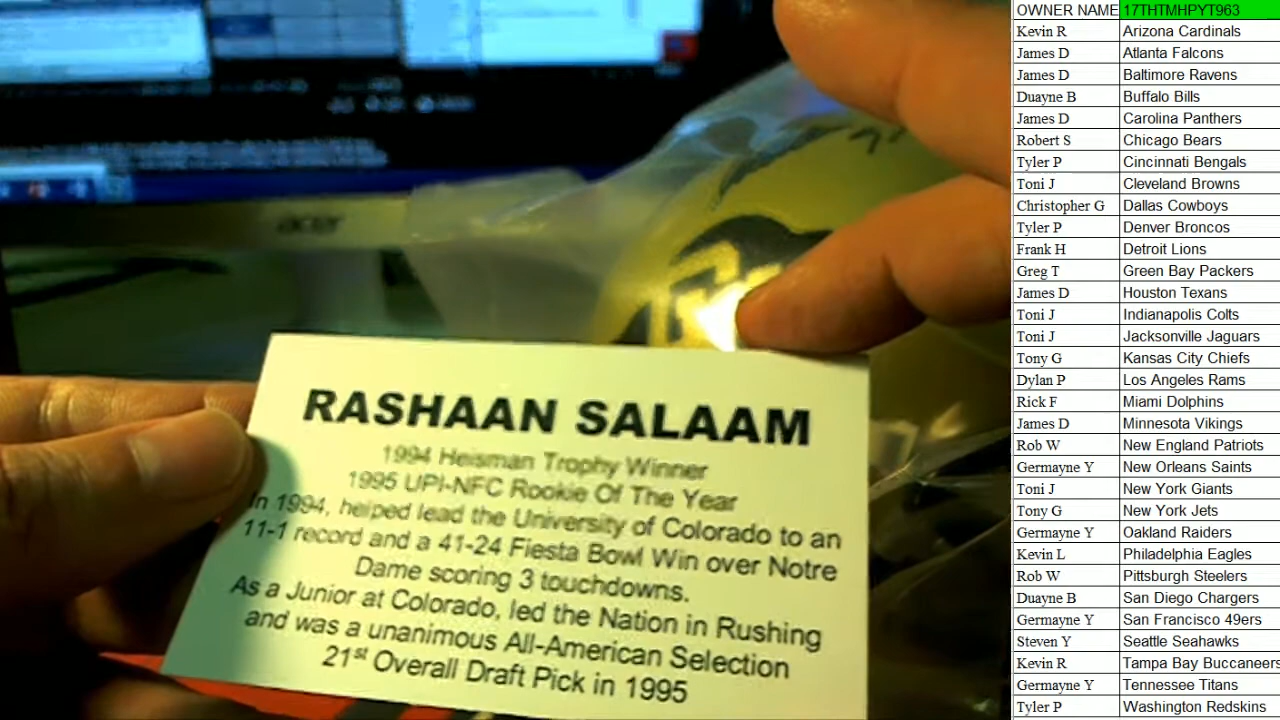 RASHAAN SALAAM
1994 Heisman Trophy Winner
1995 UPI-NFC Rookie Of The Year
In 1994, helped lead the University of Colorado to an
11-1 record and a 41-24 Fiesta Bowl Win over Notre
Dame scoring 3 touchdowns.
As a Junior at Colorado, led the Nation in Rushing
and was a unanimous All-American Selection
21st Overall Draft Pick in 1995
OWNER NAME 17THTMHPYT963
Kevin R Arizona Cardinals
James D Atlanta Falcons
James D Baltimore Ravens
Duayne B Buffalo Bills
James D Carolina Panthers
Robert S Chicago Bears
Tyler P Cincinnati Bengals
Toni J Cleveland Browns
Christopher G Dallas Cowboys
Tyler P Denver Broncos
Frank H Detroit Lions
Greg T Green Bay Packers
James D Houston Texans
Toni J Indianapolis Colts
Toni J Jacksonville Jaguars
Tony G Kansas City Chiefs
Dylan P Los Angeles Rams
Rick F Miami Dolphins
James D Minnesota Vikings
Rob W New England Patriots
Germayne Y New Orleans Saints
Toni J New York Giants
Tony G New York Jets
Germayne Y Oakland Raiders
Kevin L Philadelphia Eagles
Rob W Pittsburgh Steelers
Duayne B San Diego Chargers
Germayne Y San Francisco 49ers
Steven Y Seattle Seahawks
Kevin R Tampa Bay Buccaneers
Germayne Y Tennessee Titans
Tyler P Washington Redskins